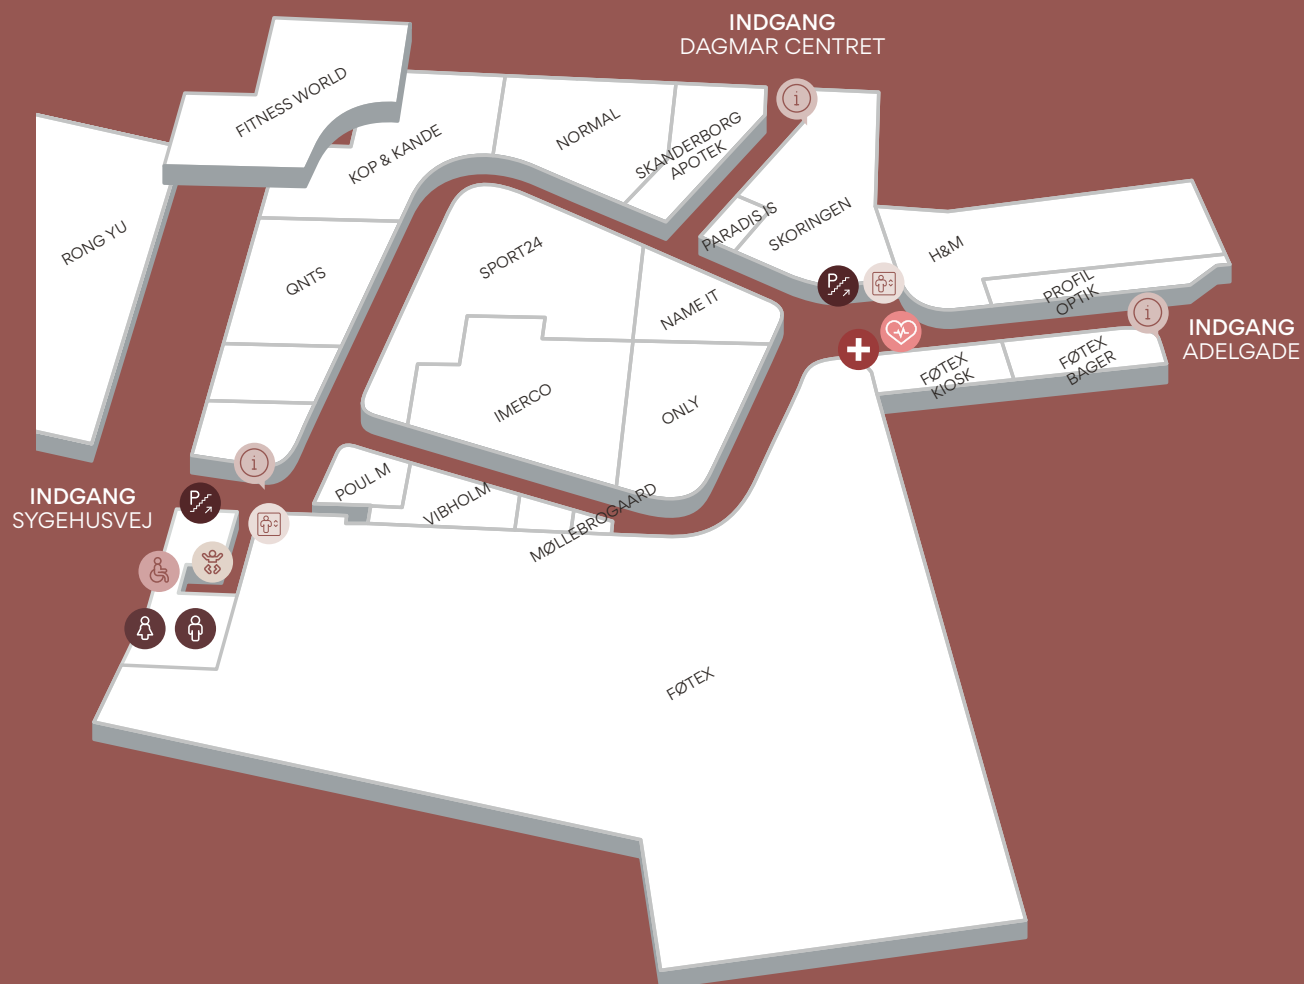 INDGANG
DAGMAR CENTRET
FITNESS WORLD
KOP & KANDE
NORMAL
SKANDERBORG
APOTEK
RONG YU
PARADIS IS
SKORINGEN
H&M
PROFIL
OPTIK
QNTS
SPORT24
NAME IT
INDGANG
ADELGADE
FØTEX
KIOSK
FØTEX
BAGER
IMERCO
ONLY
POUL M
VIBHOLM
MØLLEBROGAARD
INDGANG
SYGEHUSVEJ
FØTEX
P
P
i
i
i